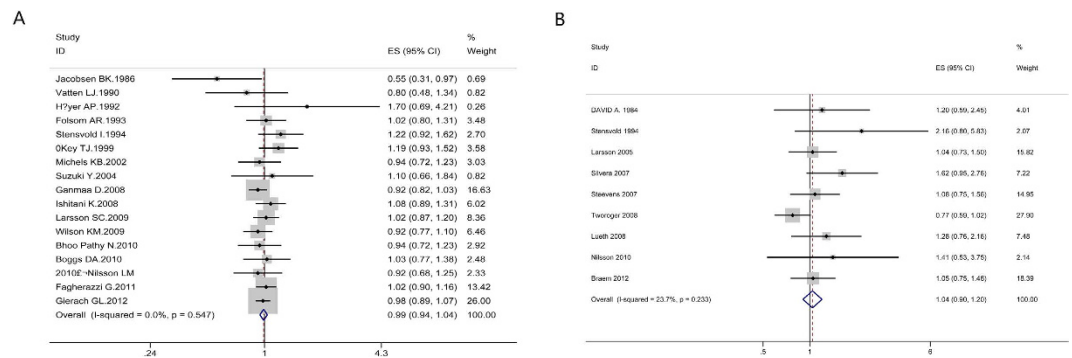 A
Study %
ID ES (95% CI) Weight
Jacobsen BK.1986 0.55 (0.31, 0.97) 0.69
Vatten LJ.1990 0.80 (0.48, 1.34) 0.82
H?yer AP.1992 1.70 (0.69, 4.21) 0.26
Folsom AR.1993 1.02 (0.80, 1.31) 3.48
Stensvold I.1994 1.22 (0.92, 1.62) 2.70
0Key TJ.1999 1.19 (0.93, 1.52) 3.58
Michels KB.2002 0.94 (0.72, 1.23) 3.03
Suzuki Y.2004 1.10 (0.66, 1.84) 0.82
Ganmaa D.2008 0.92 (0.82, 1.03) 16.63
Ishitani K.2008 1.08 (0.89, 1.31) 6.02
Larsson SC.2009 1.02 (0.87, 1.20) 8.36
Wilson KM.2009 0.92 (0.77, 1.10) 6.46
Bhoo Pathy N.2010 0.94 (0.72, 1.23) 2.92
Boggs DA.2010 1.03 (0.77, 1.38) 2.48
2010£¬Nilsson LM 0.92 (0.68, 1.25) 2.33
Fagherazzi G.2011 1.02 (0.90, 1.16) 13.42
Gierach GL.2012 0.98 (0.89, 1.07) 26.00
Overall (I-squared = 0.0%, p = 0.547) 0.99 (0.94, 1.04) 100.00
.24 1 4.3
B
Study %
ID ES (95% CI) Weight
DAVID A. 1984 1.20 (0.59, 2.45) 4.01
Stensvold 1994 2.16 (0.80, 5.83) 2.07
Larsson 2005 1.04 (0.73, 1.50) 15.82
Silvera 2007 1.62 (0.95, 2.76) 7.22
Steevens 2007 1.08 (0.75, 1.56) 14.95
Tworoger 2008 0.77 (0.59, 1.02) 27.90
Lueth 2008 1.28 (0.76, 2.18) 7.48
Nilsson 2010 1.41 (0.53, 3.75) 2.14
Braem 2012 1.05 (0.75, 1.46) 18.39
Overall (I-squared = 23.7%, p = 0.233) 1.04 (0.90, 1.20) 100.00
.5 1 6